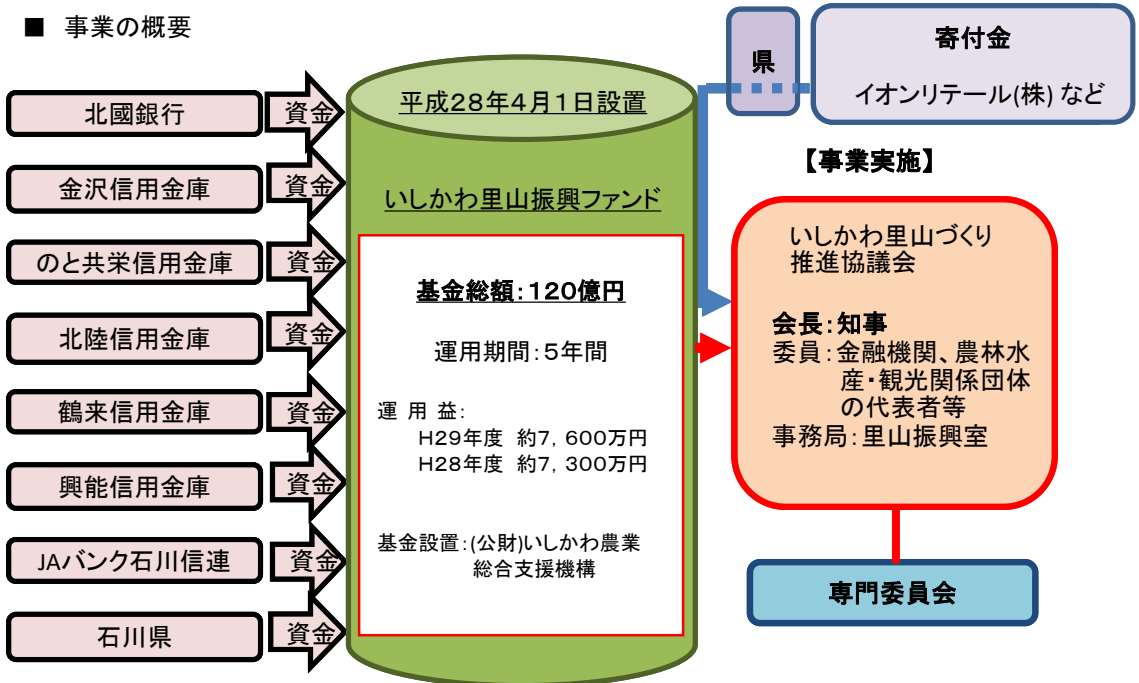 ■ 事業の概要
北國銀行
資金
金沢信用金庫
資金
のと共栄信用金庫
資金
北陸信用金庫
資金
鶴来信用金庫
資金
興能信用金庫
資金
JAバンク石川信連
資金
石川県
資金
平成28年4月1日設置
いしかわ里山振興ファンド
基金総額:120億円
運用期間:5年間
運 用 益:
H29年度 約7,600万円
H28年度 約7,300万円
基金設置:(公財)いしかわ農業
総合支援機構
県
寄付金
イオンリテール(株) など
【事業実施】
いしかわ里山づくり
推進協議会
会長:知事
委員:金融機関、農林水
産・観光関係団体
の代表者等
事務局:里山振興室
専門委員会